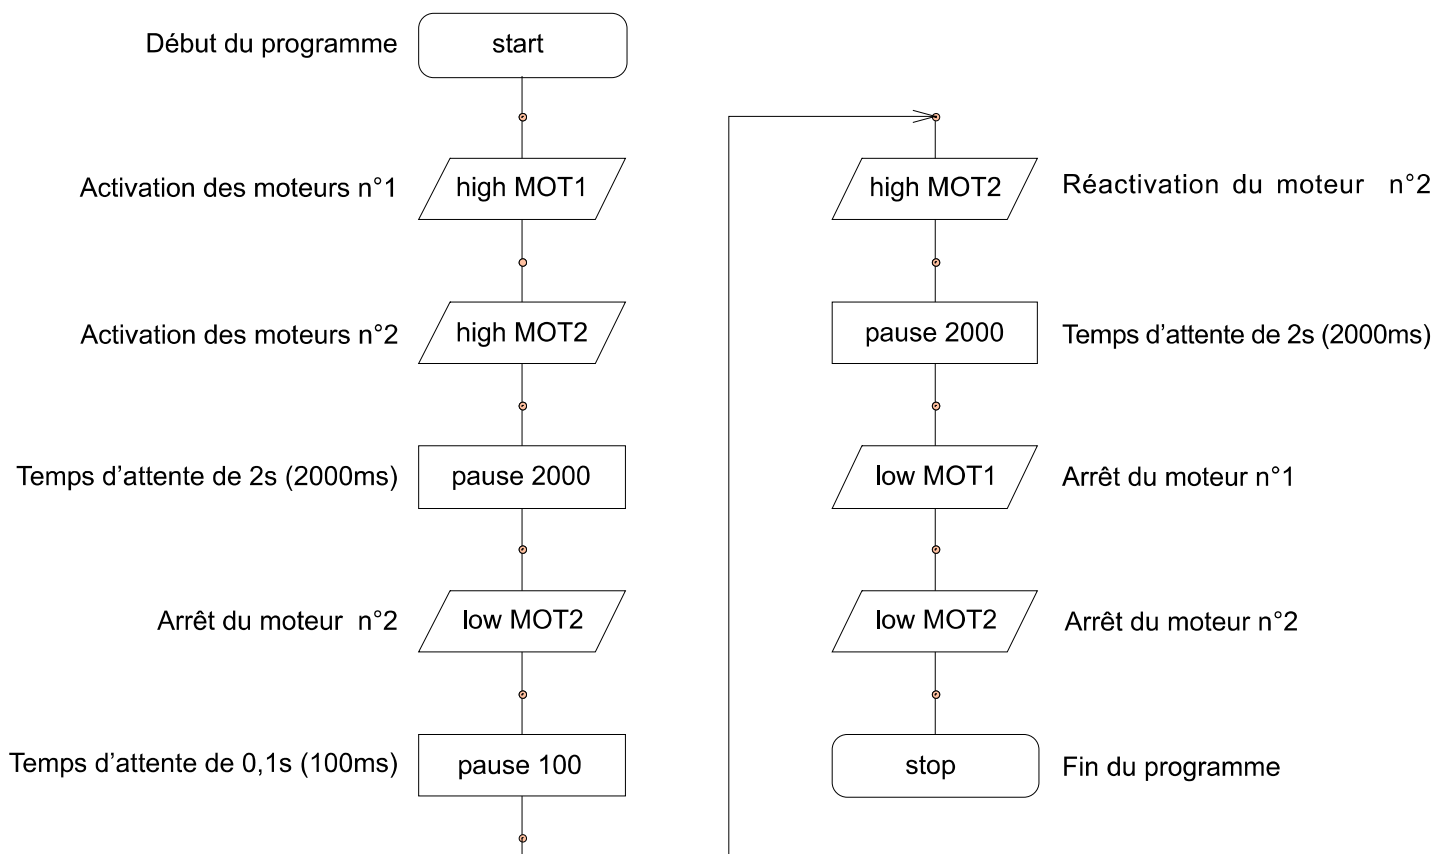 Début du programme
start
Activation des moteurs n°1
high MOT1
Activation des moteurs n°2
high MOT2
Temps d’attente de 2s (2000ms)
pause 2000
Arrêt du moteur n°2
low MOT2
Temps d’attente de 0,1s (100ms)
pause 100
high MOT2
Réactivation du moteur n°2
pause 2000
Temps d’attente de 2s (2000ms)
low MOT1
Arrêt du moteur n°1
low MOT2
Arrêt du moteur n°2
stop
Fin du programme